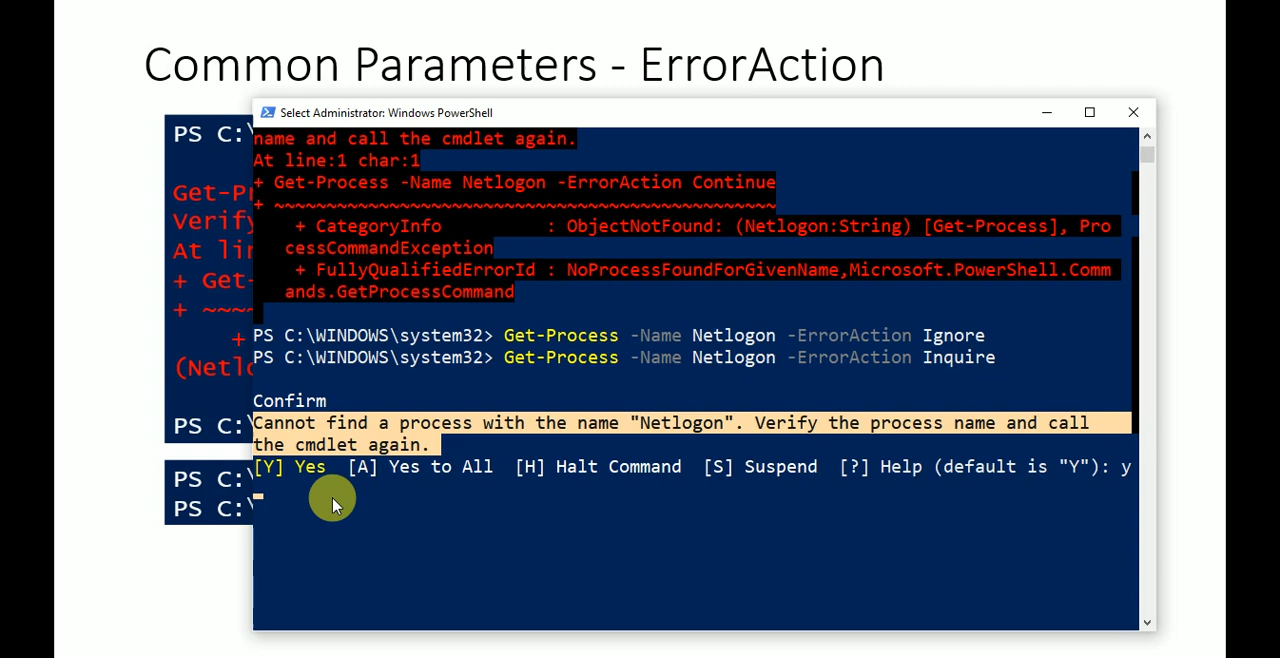 Common Parameters - ErrorAction
PS C:\
Get-Pr
Verify
At lin
+ Get-
+ ~~~~
+
(Netlo
PS C:\
PS C:\
PS C:\
Select Administrator: Windows PowerShell
name and call the cmdlet again.
At line:1 char:1
+ Get-Process -Name Netlogon -ErrorAction Continue
+ ~~~~~~~~~~~~~~~~~~~~~~~~~~~~~~~~~~~~~~~~~~~~~~~~
+ CategoryInfo : ObjectNotFound: (Netlogon:String) [Get-Process], Pro
cessCommandException
+ FullyQualifiedErrorId : NoProcessFoundForGivenName,Microsoft.PowerShell.Comm
ands.GetProcessCommand
PS C:\WINDOWS\system32> Get-Process -Name Netlogon -ErrorAction Ignore
PS C:\WINDOWS\system32> Get-Process -Name Netlogon -ErrorAction Inquire
Confirm
Cannot find a process with the name "Netlogon". Verify the process name and call
the cmdlet again.
[Y] Yes [A] Yes to All [H] Halt Command [S] Suspend [?] Help (default is "Y"): y